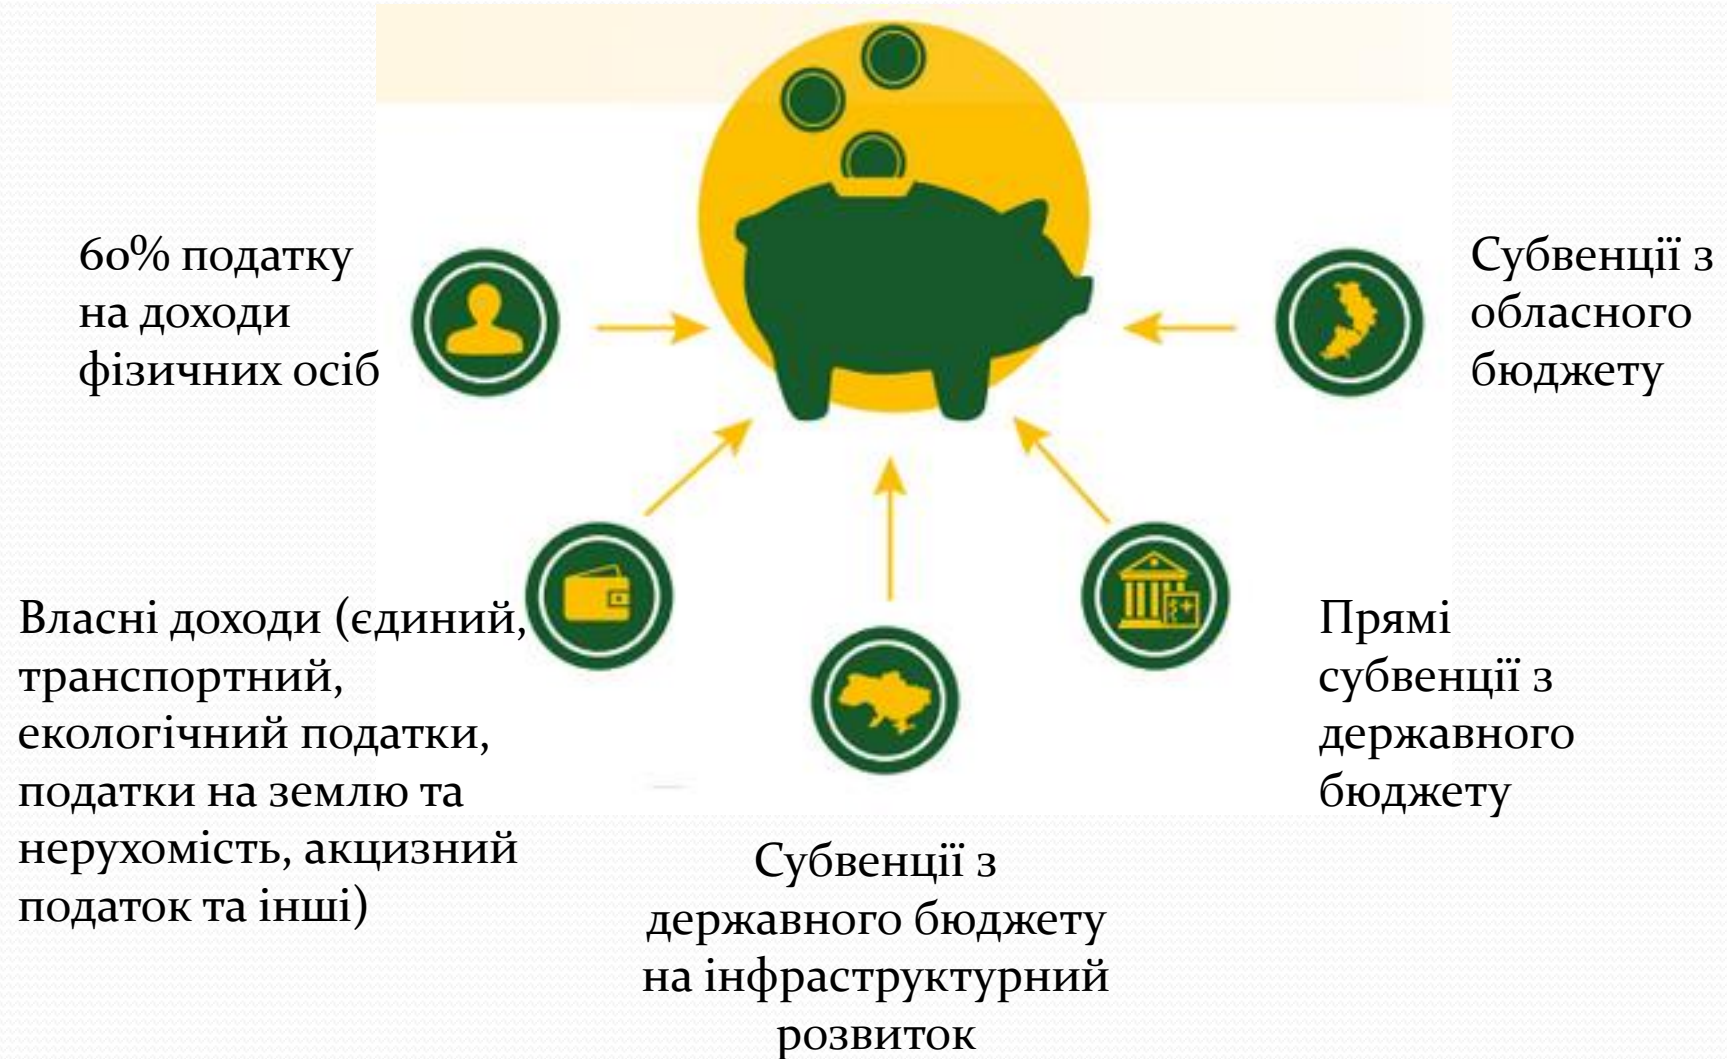 60% податку
на доходи
фізичних осіб
Субвенції з
обласного
бюджету
Власні доходи (єдиний,
транспортний,
екологічний податки,
податки на землю та
нерухомість, акцизний
податок та інші)
Субвенції з
державного бюджету
на інфраструктурний
розвиток
Прямі
субвенції з
державного
бюджету